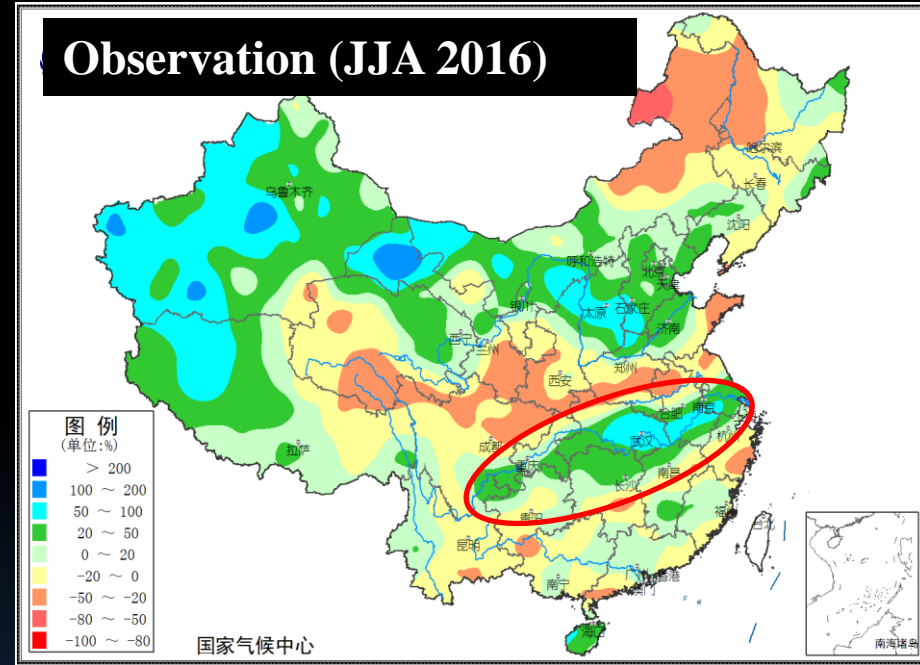 Observation (JJA 2016)
哈尔滨
长春
乌鲁木齐
沈阳
呼和浩特
北京
天津
银川
太原
石家庄
济南
西宁
兰州
西安
郑州
合肥
南京
杭州
武汉
成都
重庆
拉萨
南昌
长沙
贵阳
福
台北
昆明
广州
香港
澳门
南宁
海口
图 例
(单位:%)
> 200
100 ~ 200
50 ~ 100
20 ~ 50
0 ~ 20
-20 ~ 0
-50 ~ -20
-80 ~ -50
-100 ~ -80
国家气候中心
南海诸岛